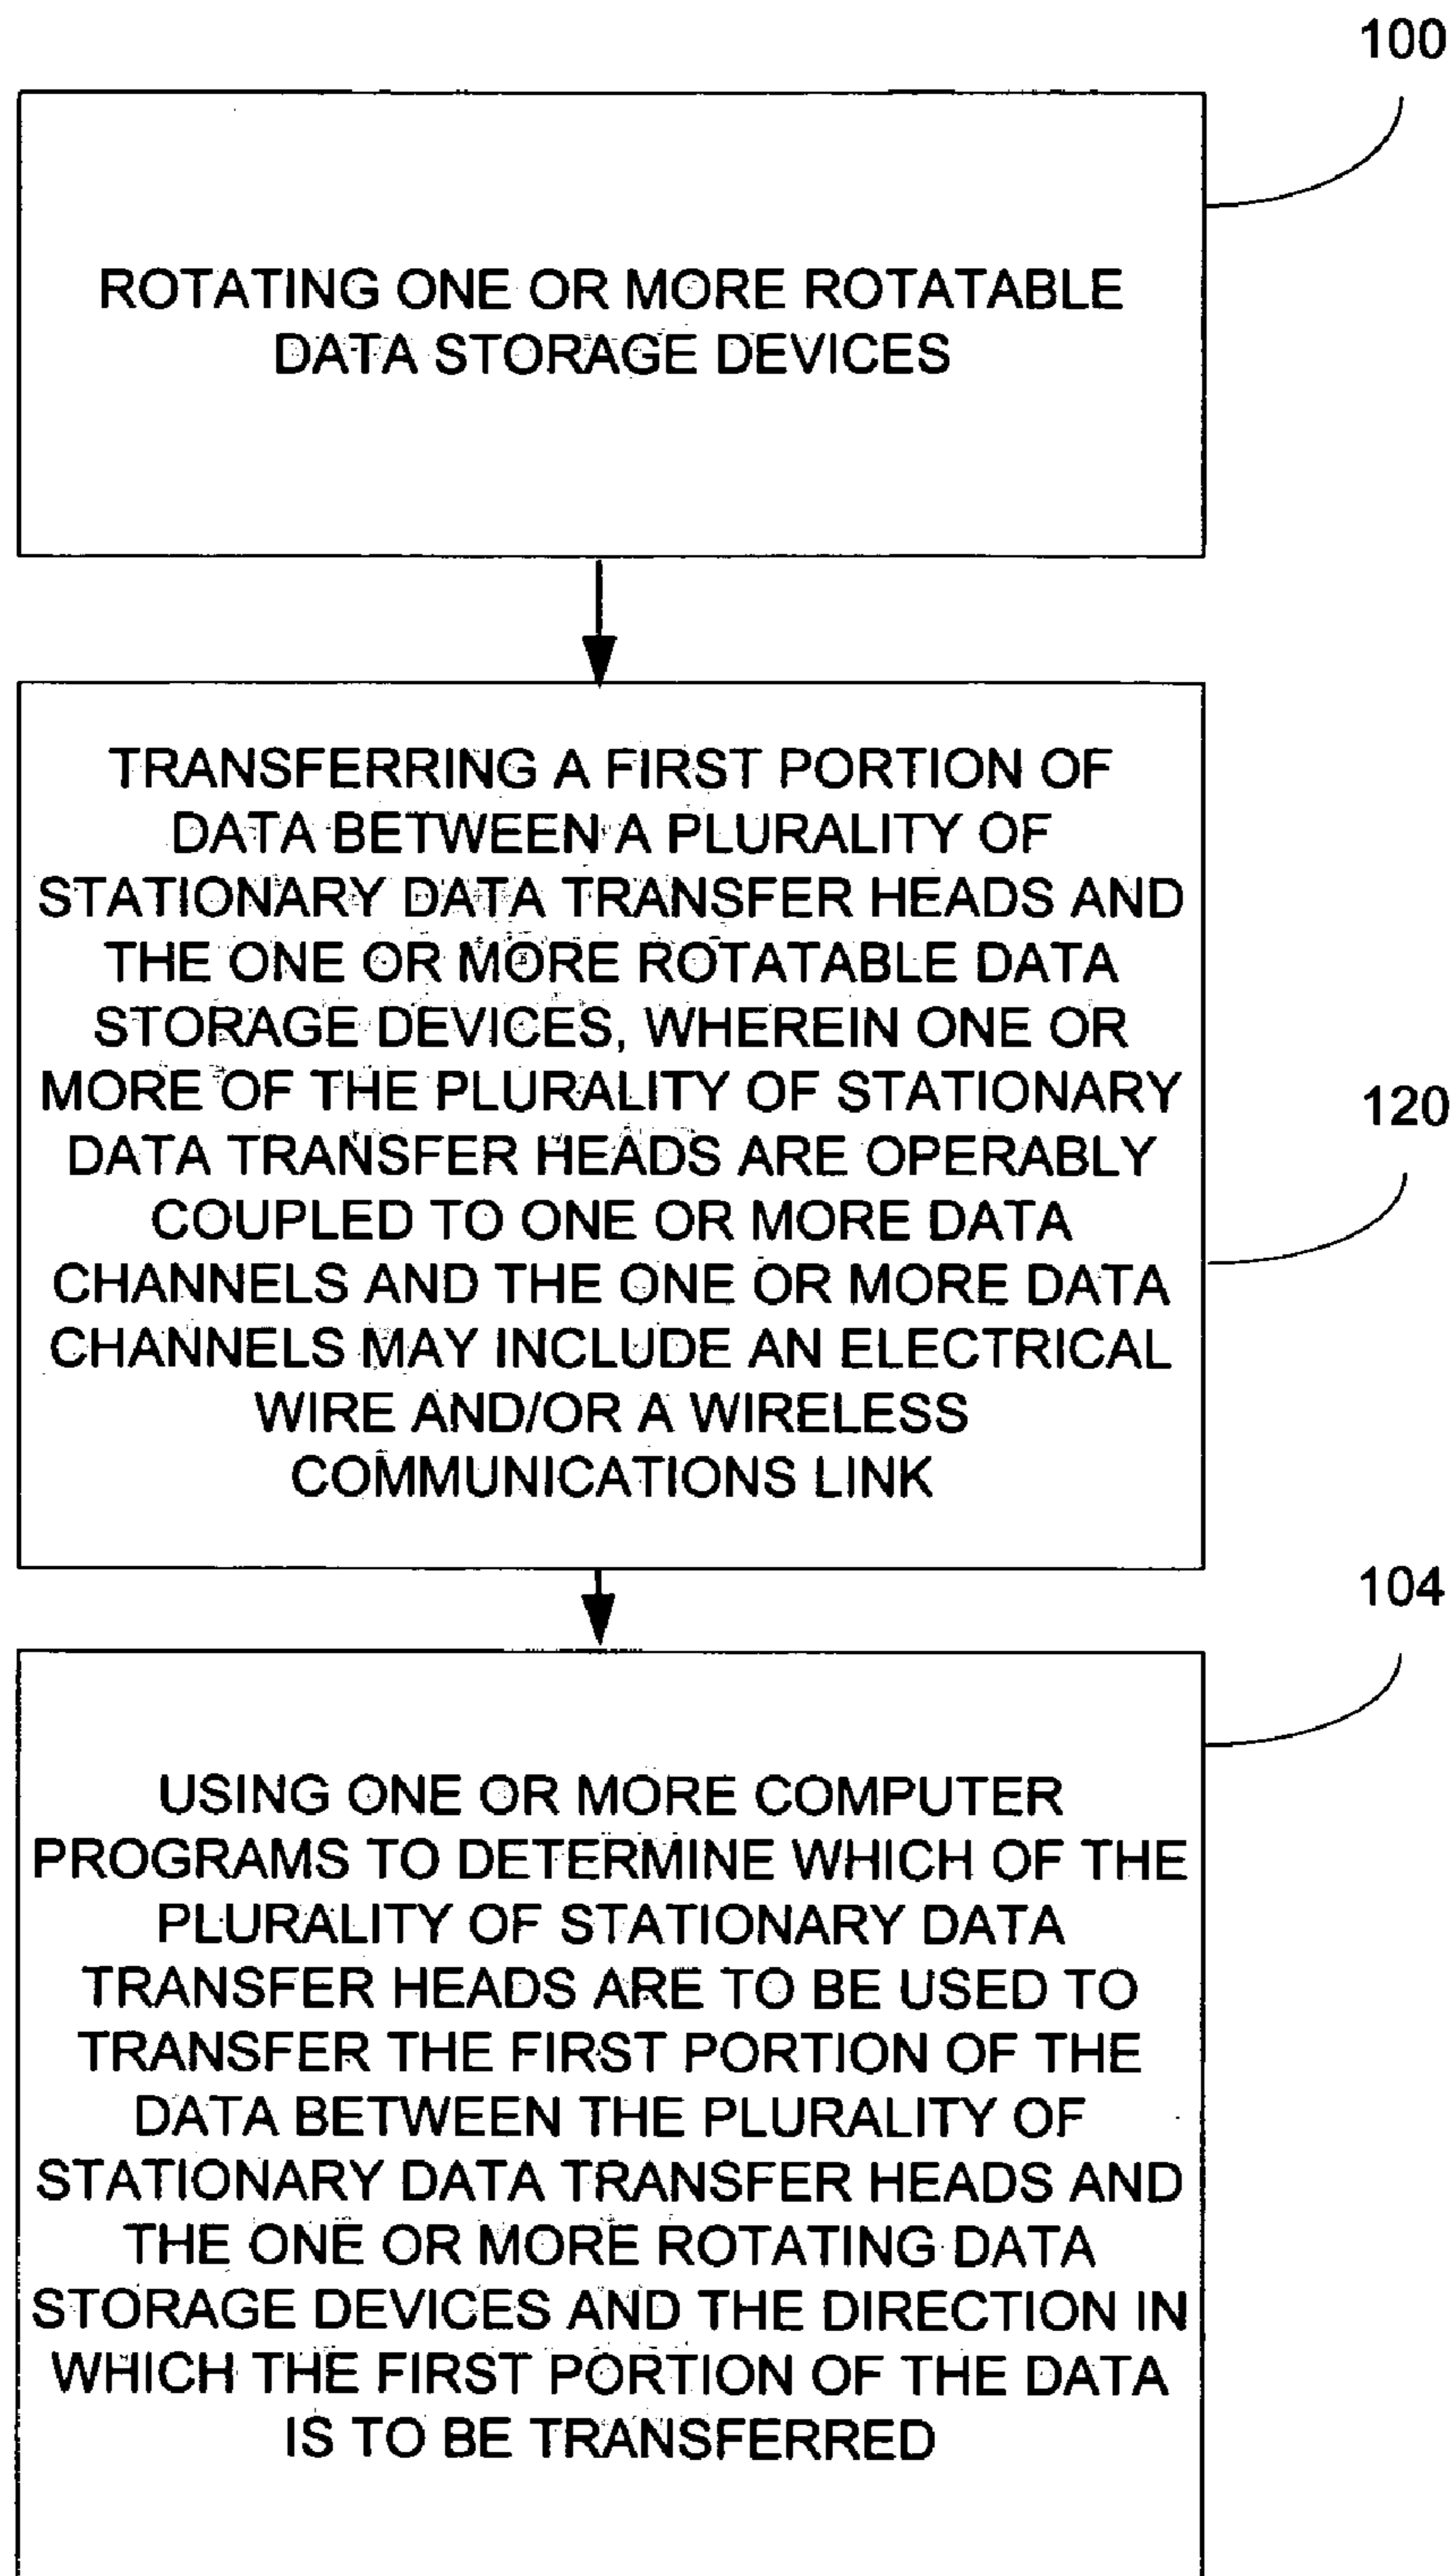 100
ROTATING ONE OR MORE ROTATABLE
DATA STORAGE DEVICES
TRANSFERRING A FIRST PORTION OF
DATA BETWEEN A PLURALITY OF
STATIONARY DATA TRANSFER HEADS AND
THE ONE OR MORE ROTATABLE DATA
STORAGE DEVICES, WHEREIN ONE OR
MORE OF THE PLURALITY OF STATIONARY
DATA TRANSFER HEADS ARE OPERABLY
COUPLED TO ONE OR MORE DATA
CHANNELS AND THE ONE OR MORE DATA
CHANNELS MAY INCLUDE AN ELECTRICAL
WIRE AND/OR A WIRELESS
COMMUNICATIONS LINK
120
104
USING ONE OR MORE COMPUTER
PROGRAMS TO DETERMINE WHICH OF THE
PLURALITY OF STATIONARY DATA
TRANSFER HEADS ARE TO BE USED TO
TRANSFER THE FIRST PORTION OF THE
DATA BETWEEN THE PLURALITY OF
STATIONARY DATA TRANSFER HEADS AND
THE ONE OR MORE ROTATING DATA
STORAGE DEVICES AND THE DIRECTION IN
WHICH THE FIRST PORTION OF THE DATA
IS TO BE TRANSFERRED